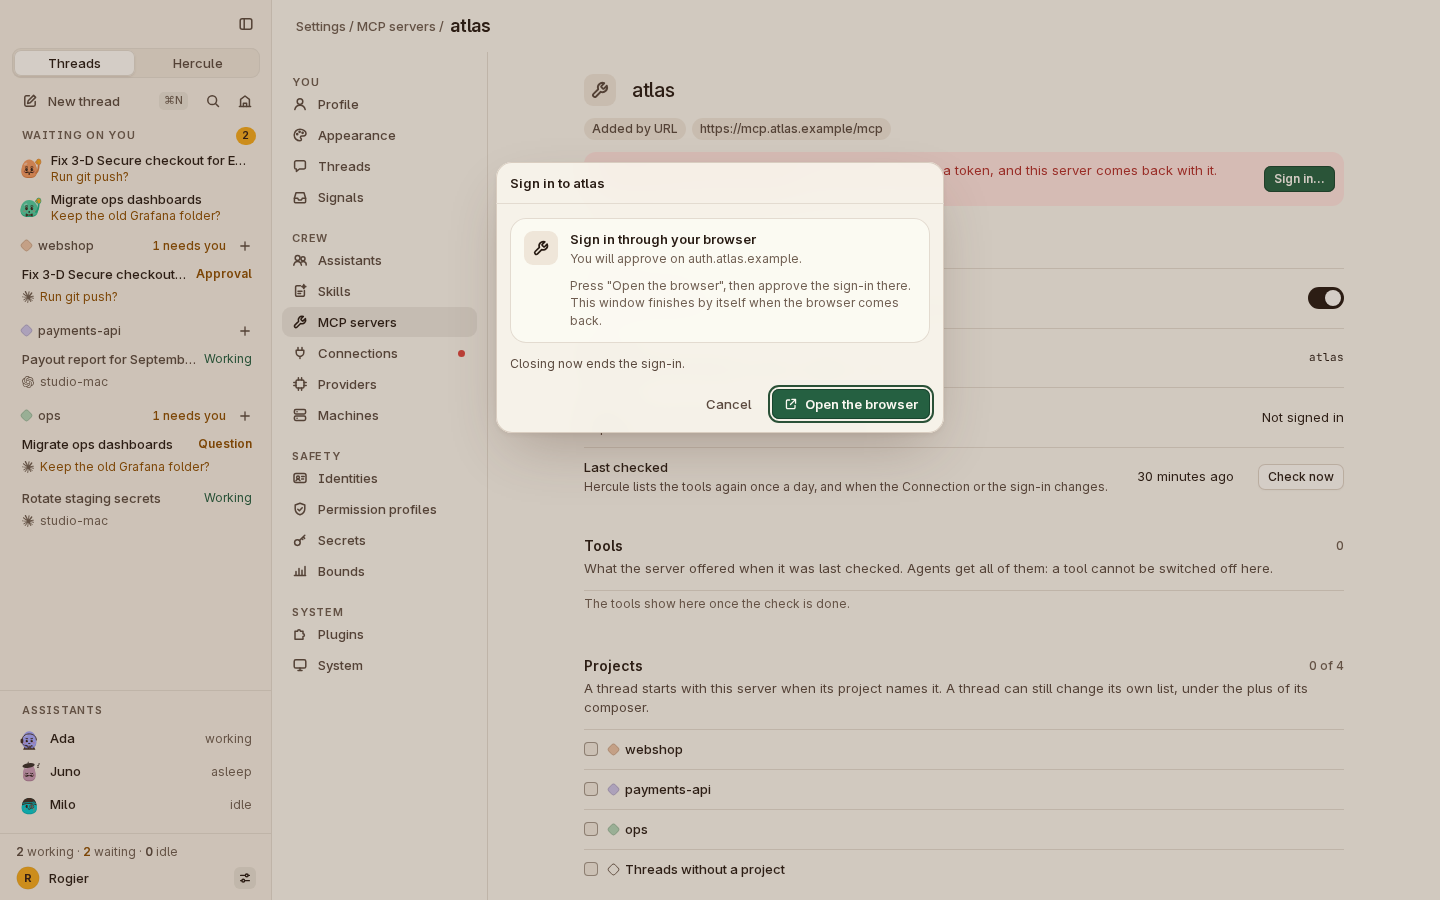 Threads
Hercule
New thread
⌘N
WAITING ON YOU
2
Fix 3-D Secure checkout for E…
Run git push?
Migrate ops dashboards
Keep the old Grafana folder?
webshop
1 needs you
Fix 3-D Secure checkout…
Approval
Run git push?
payments-api
Payout report for Septemb…
Working
studio-mac
ops
1 needs you
Migrate ops dashboards
Question
Keep the old Grafana folder?
Rotate staging secrets
Working
studio-mac
ASSISTANTS
Ada
working
Juno
asleep
Milo
idle
2 working · 2 waiting · 0 idle
R
Rogier
Settings / MCP servers / atlas
YOU
Profile
Appearance
Threads
Signals
CREW
Assistants
Skills
MCP servers
Connections
Providers
Machines
SAFETY
Identities
Permission profiles
Secrets
Bounds
SYSTEM
Plugins
System
atlas
Added by URL
https://mcp.atlas.example/mcp
a token, and this server comes back with it.
Sign in…
Sign in to atlas
Sign in through your browser
You will approve on auth.atlas.example.
Press "Open the browser", then approve the sign-in there.
This window finishes by itself when the browser comes
back.
Closing now ends the sign-in.
Cancel
Open the browser
atlas
Not signed in
Last checked
Hercule lists the tools again once a day, and when the Connection or the sign-in changes.
30 minutes ago
Check now
Tools
0
What the server offered when it was last checked. Agents get all of them: a tool cannot be switched off here.
The tools show here once the check is done.
Projects
0 of 4
A thread starts with this server when its project names it. A thread can still change its own list, under the plus of its
composer.
webshop
payments-api
ops
Threads without a project